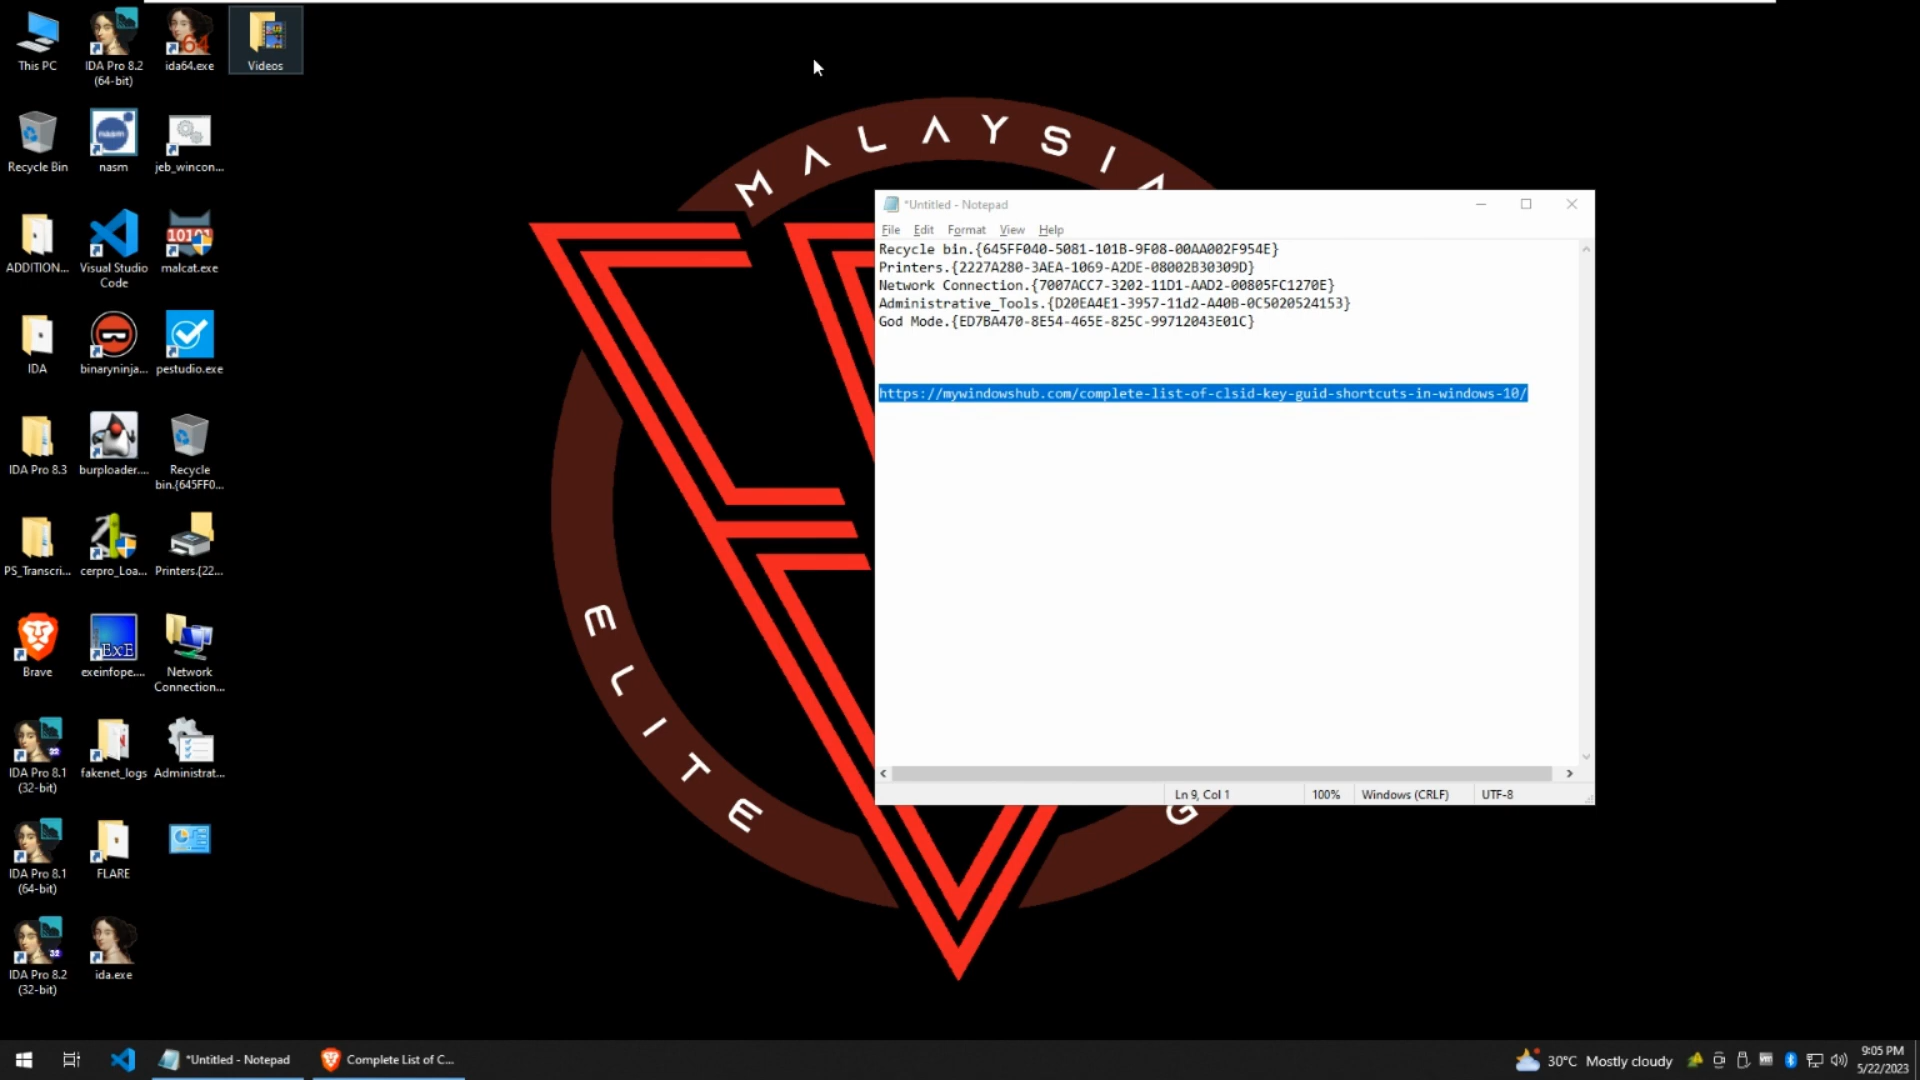 This PC
IDA Pro 8.2
(64-bit)
ida64.exe
Videos
Recycle Bin
nasm
jeb_wincon...
ADDITION...
Visual Studio
Code
malcat.exe
IDA
binaryninja...
pestudio.exe
IDA Pro 8.3
burploader....
Recycle
bin.{645FF0...
PS_Transcri...
cerpro_Loa...
Printers.{22...
Brave
exeinfope....
Network
Connection...
IDA Pro 8.1
(32-bit)
fakenet_logs
Administrat...
IDA Pro 8.1
(64-bit)
FLARE
IDA Pro 8.2
(32-bit)
ida.exe
MALAYSIA
ELITE
G
*Untitled - Notepad
File Edit Format View Help
Recycle bin.{645FF040-5081-101B-9F08-00AA002F954E}
Printers.{2227A280-3AEA-1069-A2DE-08002B30309D}
Network Connection.{7007ACC7-3202-11D1-AAD2-00805FC1270E}
Administrative_Tools.{D20EA4E1-3957-11d2-A40B-0C5020524153}
God Mode.{ED7BA470-8E54-465E-825C-99712043E01C}
https://mywindowshub.com/complete-list-of-clsid-key-guid-shortcuts-in-windows-10/
Ln 9, Col 1 100% Windows (CRLF) UTF-8
*Untitled - Notepad
Complete List of C...
30°C Mostly cloudy
9:05 PM
5/22/2023